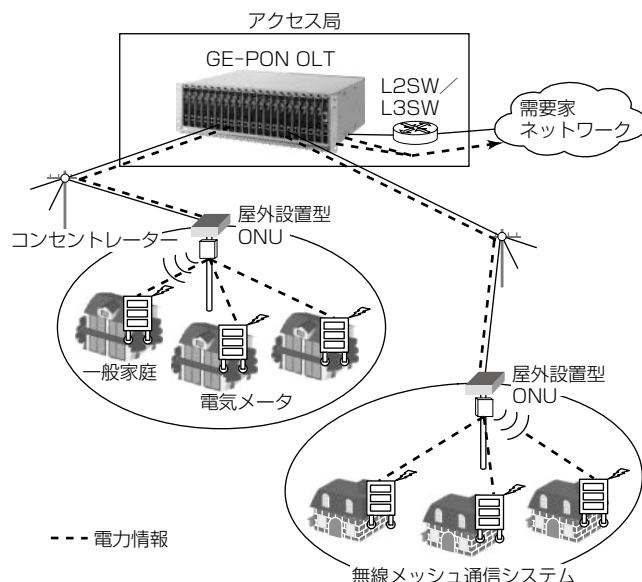 アクセス局
GE-PON OLT
L2SW／
L3SW
需要家
ネットワーク
コンセントレーター
屋外設置型
ONU
一般家庭
電気メータ
屋外設置型
ONU
電力情報
無線メッシュ通信システム